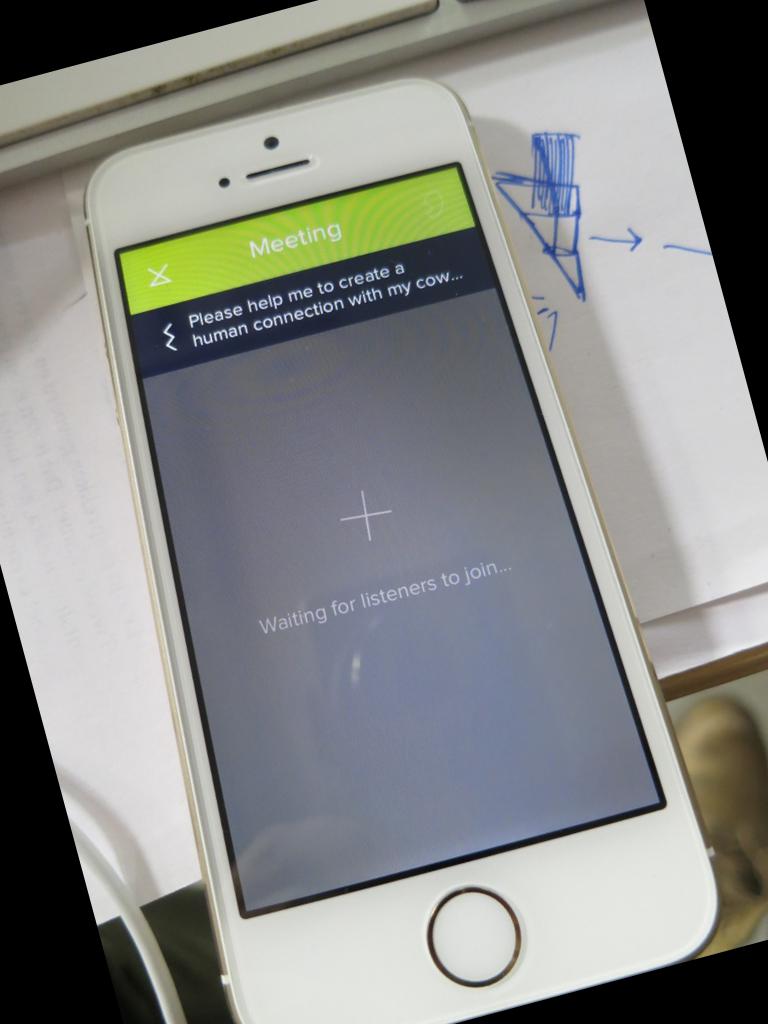 Meeting
Please help me to create a
human connection with my cow...
Waiting for listeners to join...